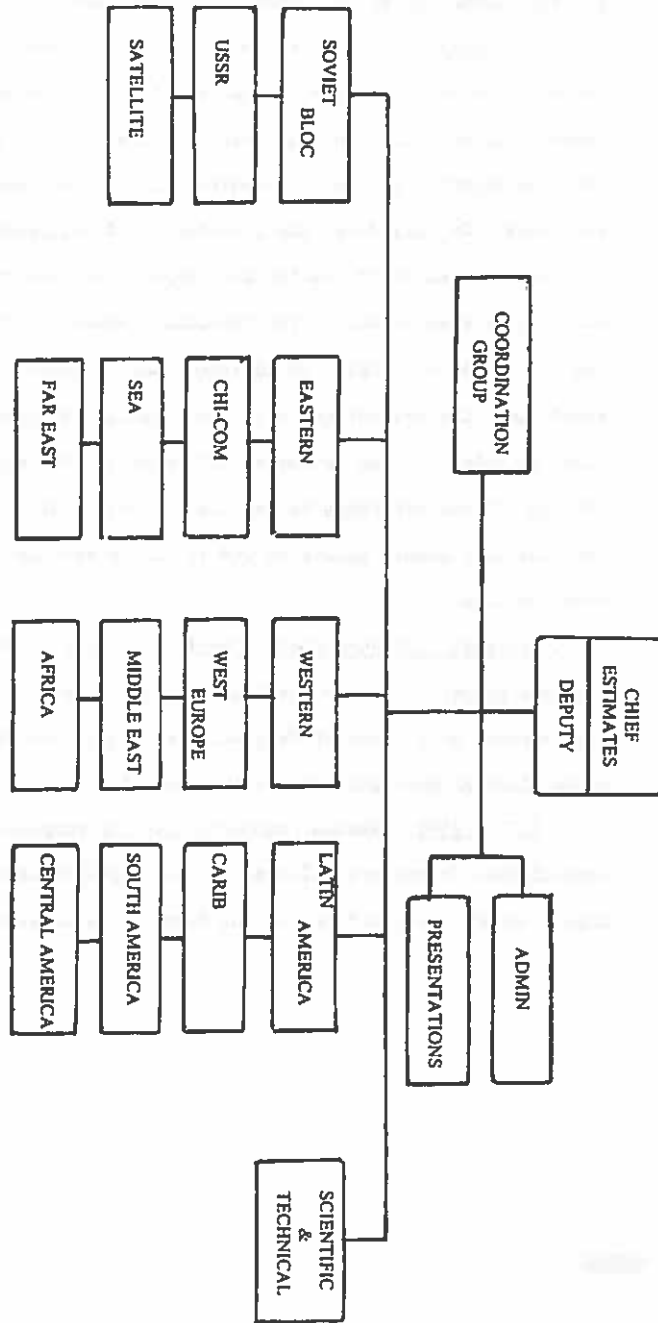 CHIEF
ESTIMATES
DEPUTY
COORDINATION
GROUP
ADMIN
PRESENTATIONS
SOVIET
BLOC
USSR
SATELLITE
EASTERN
CHI-COM
SEA
FAR EAST
WESTERN
WEST
EUROPE
MIDDLE EAST
AFRICA
LATIN
AMERICA
CARIB
SOUTH AMERICA
CENTRAL AMERICA
SCIENTIFIC
&
TECHNICAL